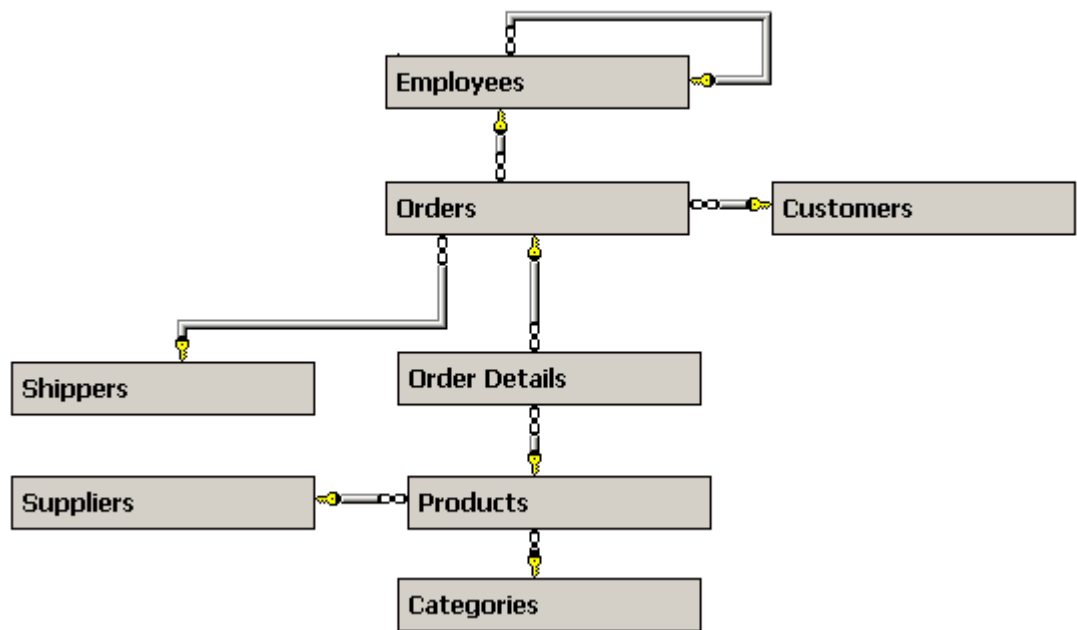 Employees
Orders
Customers
Shippers
Order Details
Suppliers
Products
Categories